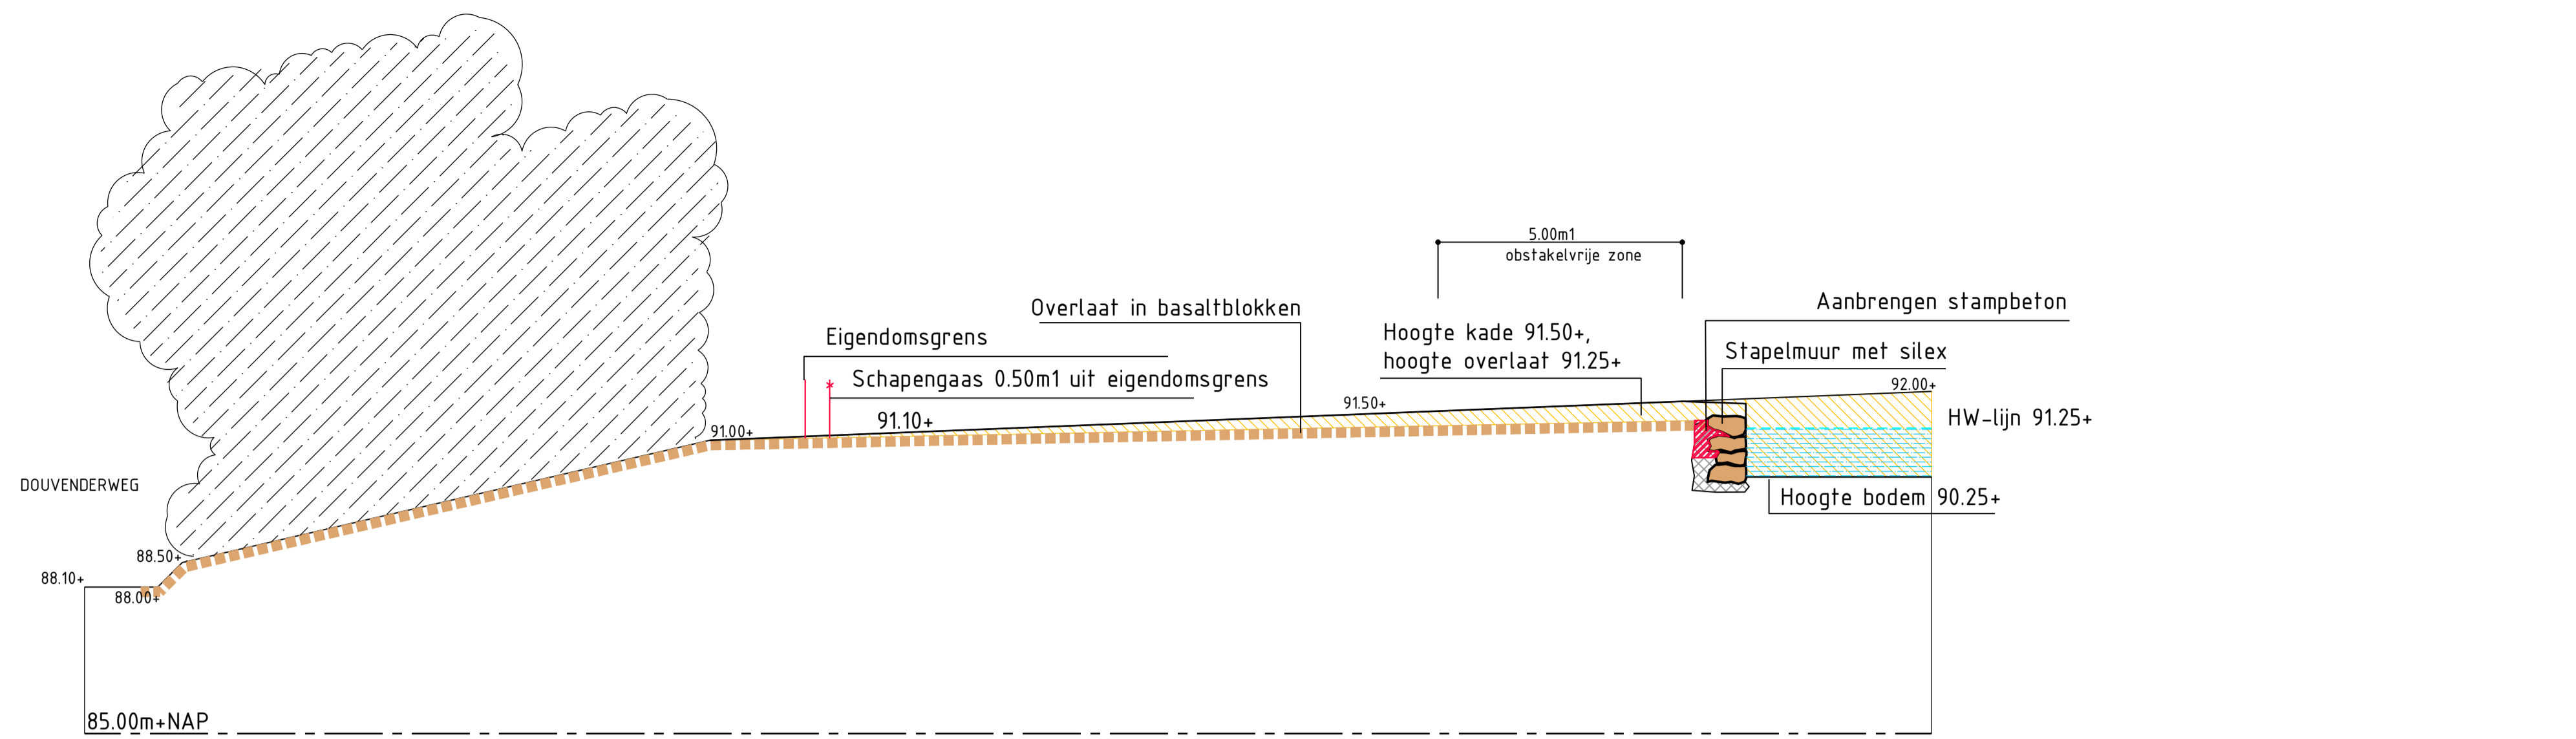 5.00m1
obstakelvrije zone
Aanbrengen stampbeton
Overlaat in basaltblokken
Eigendomsgrens
Hoogte kade 91.50+,
hoogte overlaat 91.25+
Stapelmuur met silex
Schapengaas 0.50m1 uit eigendomsgrens
92.00+
91.50+
91.10+
HW-lijn 91.25+
91.00+
DOUVENDERWEG
Hoogte bodem 90.25+
88.50+
88.10+
88.00+
85.00m+NAP